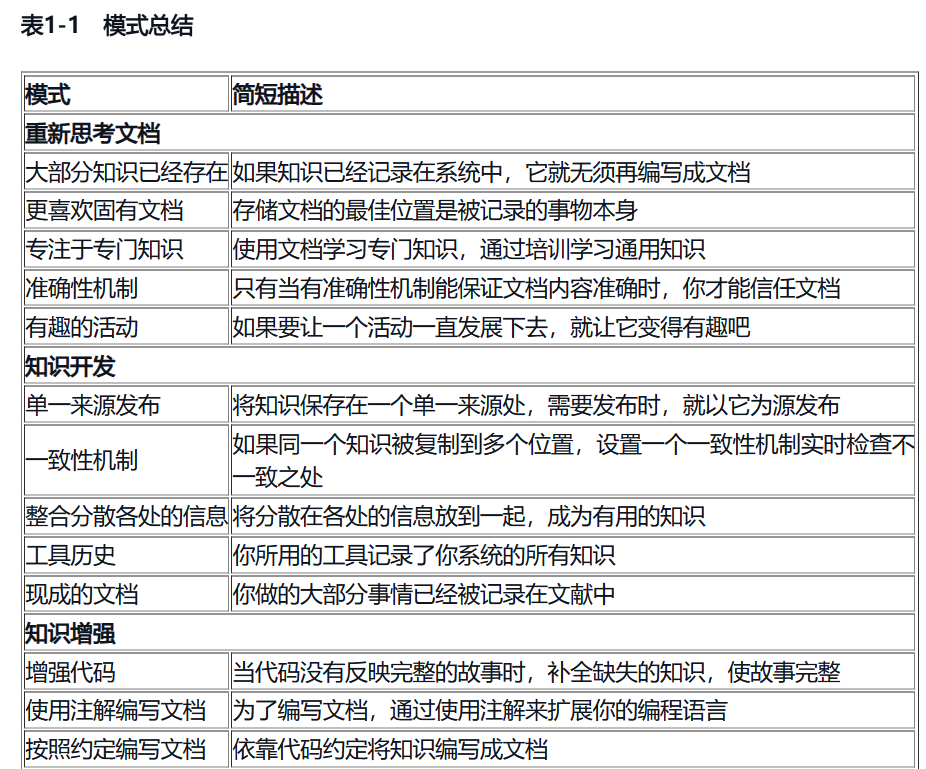 表1-1 模式总结
模式 简短描述
重新思考文档
大部分知识已经存在 如果知识已经记录在系统中，它就无须再编写成文档
更喜欢固有文档 存储文档的最佳位置是被记录的事物本身
专注于专门知识 使用文档学习专门知识，通过培训学习通用知识
准确性机制 只有当有准确性机制能保证文档内容准确时，你才能信任文档
有趣的活动 如果要让一个活动一直发展下去，就让它变得有趣吧
知识开发
单一来源发布 将知识保存在一个单一来源处，需要发布时，就以它为源发布
一致性机制 如果同一个知识被复制到多个位置，设置一个一致性机制实时检查不
一致之处
整合分散各处的信息 将分散在各处的信息放到一起，成为有用的知识
工具历史 你所用的工具记录了你系统的所有知识
现成的文档 你做的大部分事情已经被记录在文献中
知识增强
增强代码 当代码没有反映完整的故事时，补全缺失的知识，使故事完整
使用注解编写文档 为了编写文档，通过使用注解来扩展你的编程语言
按照约定编写文档 依靠代码约定将知识编写成文档